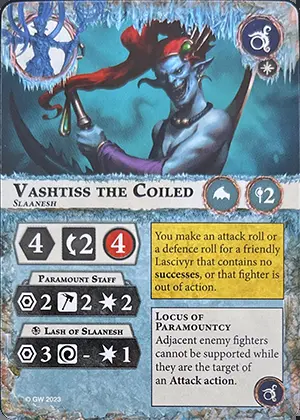 VASHTISS THE COILED
SLAANESH
2
4 2 4
PARAMOUNT STAFF
2 2 2
LASH OF SLAANESH
3 - 1
You make an attack roll or
a defence roll for a friendly
Lascivyr that contains no
successes, or that fighter is
out of action.
LOCUS OF
PARAMOUNTCY
Adjacent enemy fighters
cannot be supported while
they are the target of
an Attack action.
© GW 2023